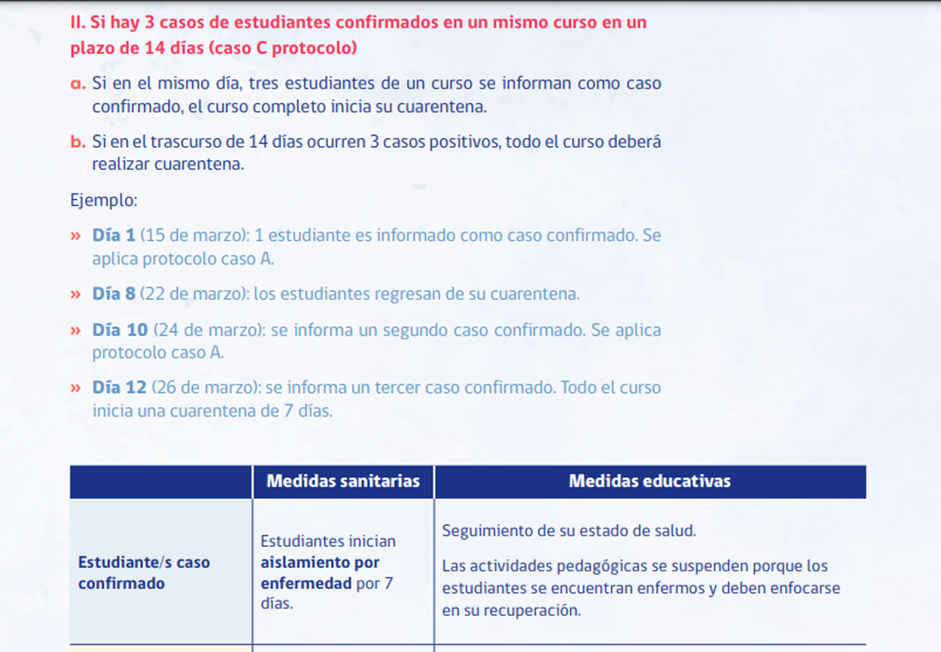 II. Si hay 3 casos de estudiantes confirmados en un mismo curso en un
plazo de 14 días (caso C protocolo)
a. Si en el mismo día, tres estudiantes de un curso se informan como caso
confirmado, el curso completo inicia su cuarentena.
b. Si en el trascurso de 14 días ocurren 3 casos positivos, todo el curso deberá
realizar cuarentena.
Ejemplo:
» Día 1 (15 de marzo): 1 estudiante es informado como caso confirmado. Se
aplica protocolo caso A.
» Día 8 (22 de marzo): los estudiantes regresan de su cuarentena.
» Día 10 (24 de marzo): se informa un segundo caso confirmado. Se aplica
protocolo caso A.
» Día 12 (26 de marzo): se informa un tercer caso confirmado. Todo el curso
inicia una cuarentena de 7 días.
Medidas sanitarias
Medidas educativas
Estudiante/s caso
confirmado
Estudiantes inician
aislamiento por
enfermedad por 7
días.
Seguimiento de su estado de salud.
Las actividades pedagógicas se suspenden porque los
estudiantes se encuentran enfermos y deben enfocarse
en su recuperación.